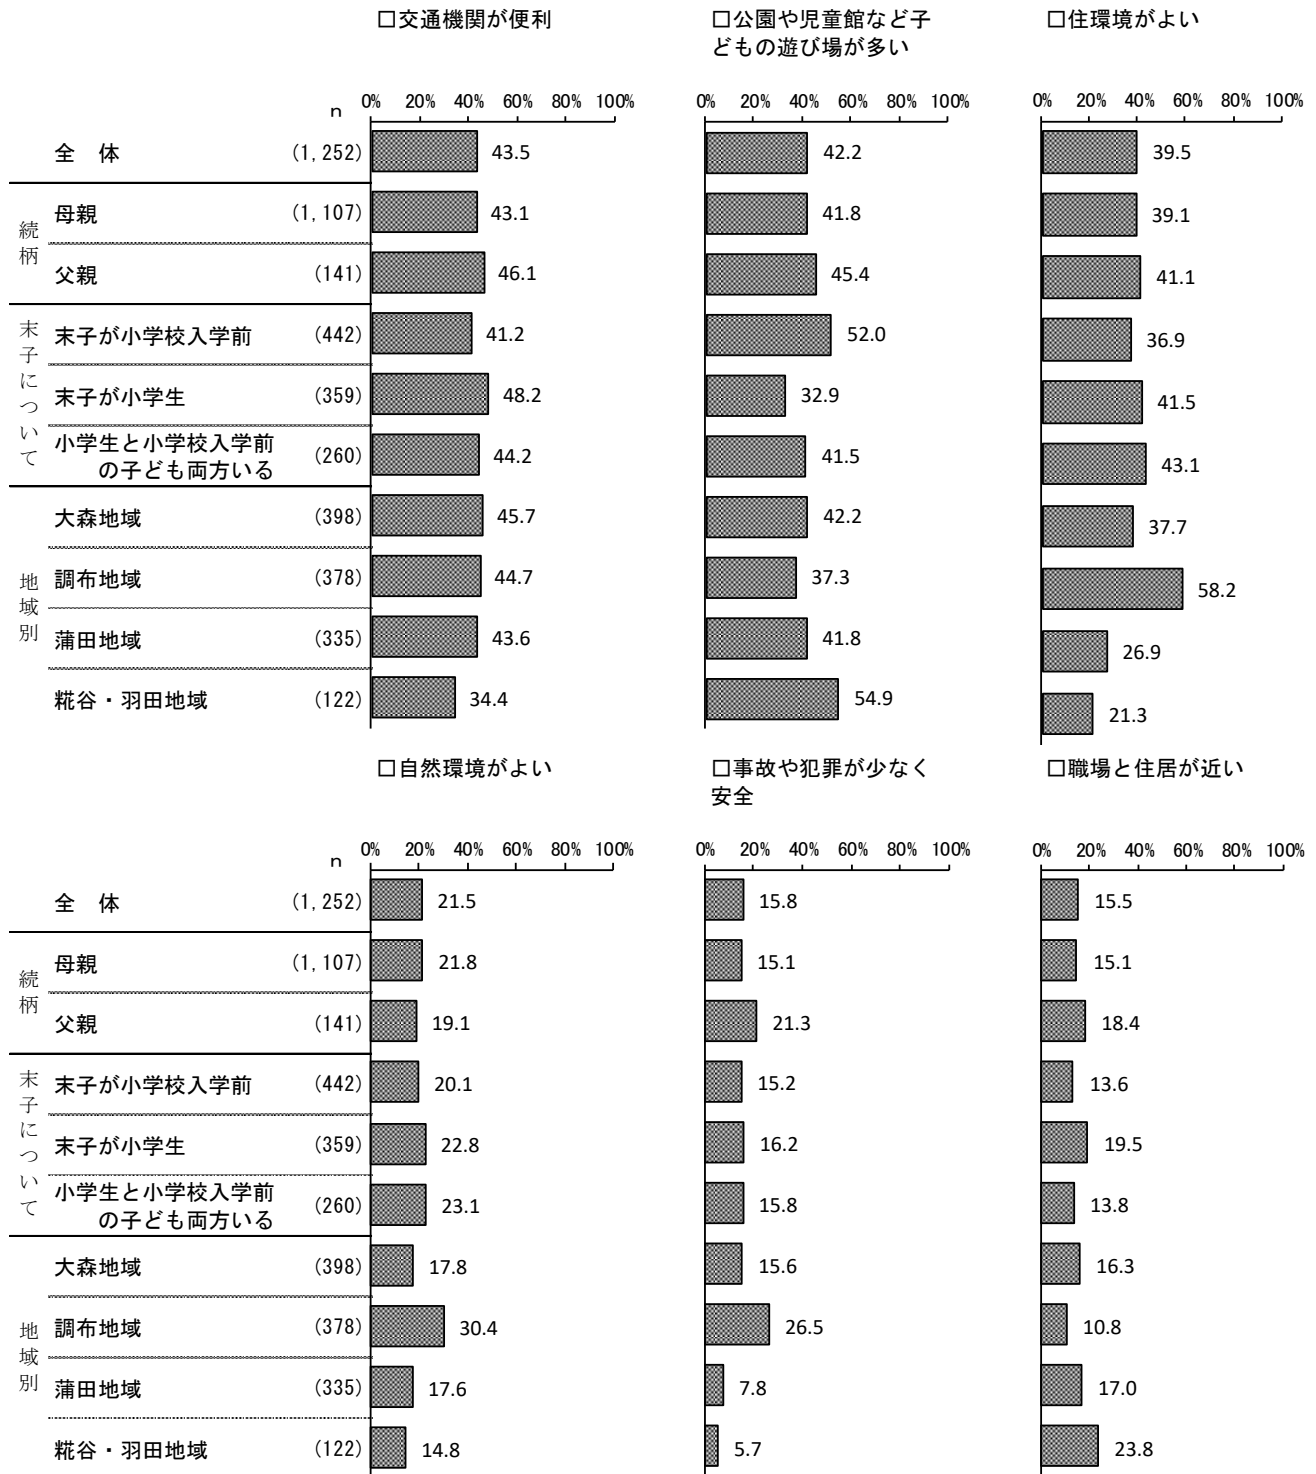 □交通機関が便利
□公園や児童館など子
どもの遊び場が多い
□住環境がよい
n
0% 20% 40% 60% 80% 100%
0% 20% 40% 60% 80% 100%
0% 20% 40% 60% 80% 100%
全 体 (1,252) 43.5 42.2 39.5
続柄
母親 (1,107) 43.1 41.8 39.1
父親 (141) 46.1 45.4 41.1
末子について
末子が小学校入学前 (442) 41.2 52.0 36.9
末子が小学生 (359) 48.2 32.9 41.5
小学生と小学校入学前
の子ども両方いる (260) 44.2 41.5 43.1
地域別
大森地域 (398) 45.7 42.2 37.7
調布地域 (378) 44.7 37.3 58.2
蒲田地域 (335) 43.6 41.8 26.9
糀谷・羽田地域 (122) 34.4 54.9 21.3
□自然環境がよい
□事故や犯罪が少なく
安全
□職場と住居が近い
n
0% 20% 40% 60% 80% 100%
0% 20% 40% 60% 80% 100%
0% 20% 40% 60% 80% 100%
全 体 (1,252) 21.5 15.8 15.5
続柄
母親 (1,107) 21.8 15.1 15.1
父親 (141) 19.1 21.3 18.4
末子について
末子が小学校入学前 (442) 20.1 15.2 13.6
末子が小学生 (359) 22.8 16.2 19.5
小学生と小学校入学前
の子ども両方いる (260) 23.1 15.8 13.8
地域別
大森地域 (398) 17.8 15.6 16.3
調布地域 (378) 30.4 26.5 10.8
蒲田地域 (335) 17.6 7.8 17.0
糀谷・羽田地域 (122) 14.8 5.7 23.8